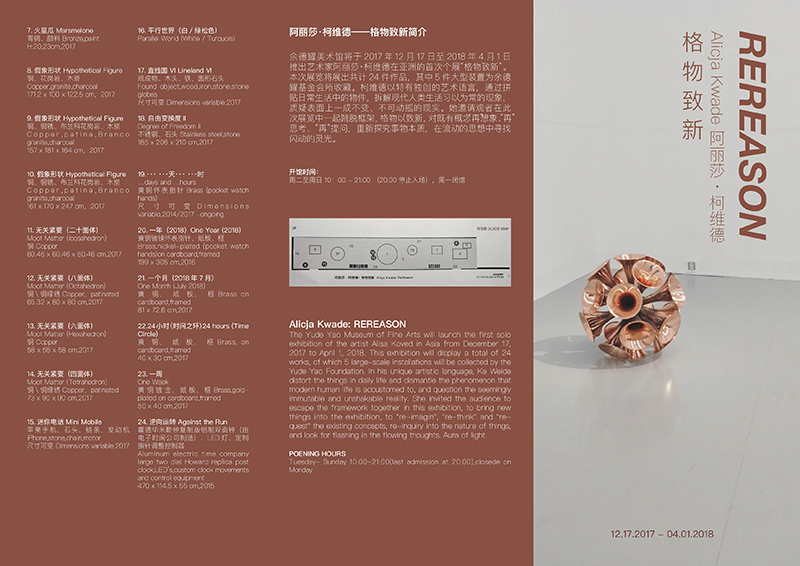 7. 火星瓜 Marsmelone
青铜、颜料 Bronze,paint
H:20,23cm,2017
8. 假象形状 Hypothetical Figure
铜、花岗岩、木炭
Copper,granite,charcoal
171.2 x 100 x 122.5 cm, 2017
9. 假象形状 Hypothetical Figure
铜、铜锈、布兰科花岗岩、木炭
Copper,patina,Branco
granite,charcoal
157 x 181 x 164 cm, 2017
10. 假象形状 Hypothetical Figure
铜、铜锈、布兰科花岗岩、木炭
Copper,patina,Branco
granite,charcoal
161 x 170 x 247 cm, 2017
11. 无关紧要（二十面体）
Moot Matter (Icosahedron)
铜 Copper
60.46 x 60.46 x 60.46 cm,2017
12. 无关紧要（八面体）
Moot Matter (Octahedron)
铜 \ 铜绿 Copper, patinated
65.32 x 80 x 80 cm,2017
13. 无关紧要（六面体）
Moot Matter (Hexahedron)
铜 Copper
58 x 58 x 58 cm,2017
14. 无关紧要（四面体）
Moot Matter (Tetrahedron)
铜 \ 铜绿 Copper, patinated
73 x 90 x 90 cm,2017
15. 迷你电话 Mini Mobile
苹果手机、石头、链条、发动机
Phone,stone,chain,motor
尺寸可变 Dimensions variable,2017
16. 平行世界（白 / 绿松色）
Parallel World (White / Turquois)
17. 直线国 VI Lineland VI
现成物、木头、铁、圆形石头
Found object,wood,iron,stone,stone
globes
尺寸可变 Dimensions variable,2017
18. 自由变换度 II
Degree of Freedom II
不锈钢、石头 Stainless steel,stone
185 x 206 x 210 cm,2017
19. ··· ···天··· ···时
...days and ...hours
黄铜怀表指针 Brass (pocket watch
hands)
尺寸可变 Dimensions
variable,2014/2017 - ongoing
20. 一年（2018）One Year (2018)
黄铜镀镍怀表指针、纸板、框
Brass,nickel-plated (pocket watch
hands)on cardboard,framed
199 x 305 cm,2016
21. 一个月（2018 年 7 月）
One Month (July 2018)
黄铜、纸板、框 Brass on
cardboard,framed
81 x 72.6 cm,2017
22.24 小时 (时间之环) 24 hours (Time
Circle)
黄铜、纸板、框 Brass, on
cardboard,framed
40 x 30 cm,2017
23. 一周
One Week
黄铜镀金、纸板、框 Brass,gold-
plated on cardboard,framed
50 x 40 cm,2017
24. 逆向运转 Against the Run
霍德华米勒钟复制版铝制双面钟（由
电子时间公司制造）、LED 灯、定制
指针调整控制器
Aluminum electric time company
large two dial Howard replica post
clock,LED's,custom clock movements
and control equipment
470 x 114.5 x 55 cm,2015
阿丽莎·柯维德——格物致新简介
余德耀美术馆将于 2017 年 12 月 17 日至 2018 年 4 月 1 日
推出艺术家阿丽莎·柯维德在亚洲的首次个展"格物致新"。
本次展览将展出共计 24 件作品，其中 5 件大型装置为余德
耀基金会所收藏。柯维德以特有独创的艺术语言，通过拼
贴日常生活中的物件，拆解现代人类生活习以为常的现象，
质疑表面上一成不变、不可动摇的现实。她邀请观者在此
次展览中一起跳脱框架，格物以致新，对既有概念"再"想象、"再"
思考、"再"提问，重新探究事物本质，在流动的思想中寻找
闪动的灵光。
开馆时间:
周二至周日 10：00 - 21:00 （20:00 停止入场），周一闭馆
2F
导览图 GUIDE MAP
阿丽莎·柯维德：格物致新 Alicja Kwade: ReReason
Alicja Kwade: REREASON
The Yude Yao Museum of Fine Arts will launch the first solo
exhibition of the artist Alisa Koved in Asia from December 17,
2017 to April 1, 2018. This exhibition will display a total of 24
works, of which 5 large-scale installations will be collected by the
Yude Yao Foundation. In his unique artistic language, Ka Weide
distort the things in daily life and dismantle the phenomenon that
modern human life is accustomed to, and question the seemingly
immutable and unshakable reality. She invited the audience to
escape the framework together in this exhibition, to bring new
things into the exhibition, to "re-imagin", "re-think" and "re-
quest" the existing concepts, re-inquiry into the nature of things,
and look for flashing in the flowing thoughts. Aura of light.
POENING HOURS
Tuesday- Sunday 10:00-21:00(last admission at 20:00),closede on
Monday
REREASON
Alicja Kwade 阿丽莎·柯维德
格物致新
12.17.2017 - 04.01.2018